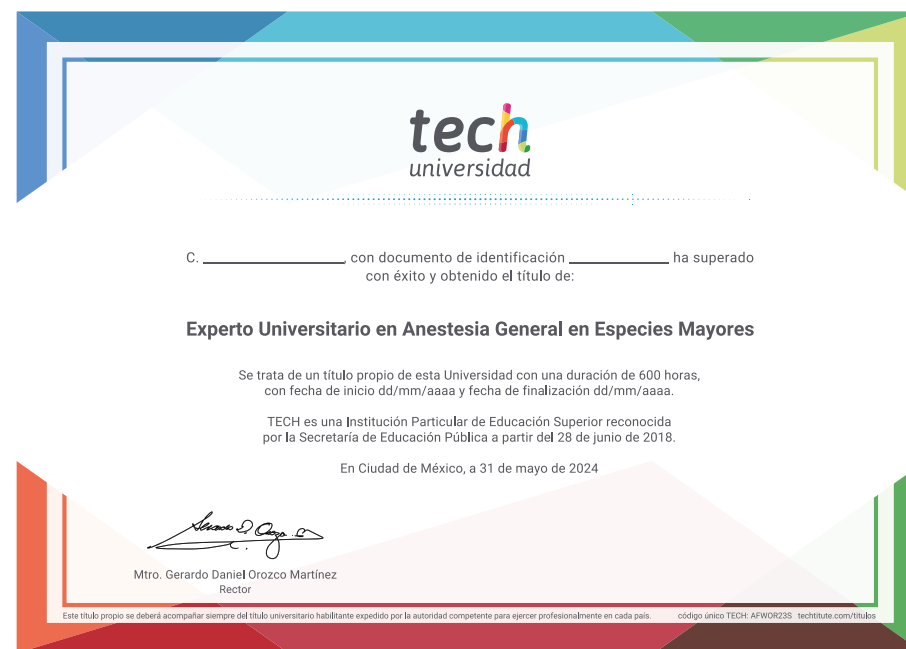 tech
universidad
C. ____________, con documento de identificación ____________ ha superado
con éxito y obtenido el título de:
Experto Universitario en Anestesia General en Especies Mayores
Se trata de un título propio de esta Universidad con una duración de 600 horas,
con fecha de inicio dd/mm/aaaa y fecha de finalización dd/mm/aaaa.
TECH es una Institución Particular de Educación Superior reconocida
por la Secretaría de Educación Pública a partir del 28 de junio de 2018.
En Ciudad de México, a 31 de mayo de 2024
Mtro. Gerardo Daniel Orozco Martínez
Rector
Este título propio se deberá acompañar siempre del título universitario habilitante expedido por la autoridad competente para ejercer profesionalmente en cada país. código único TECH: AFWOR23S techtitute.com/titulos